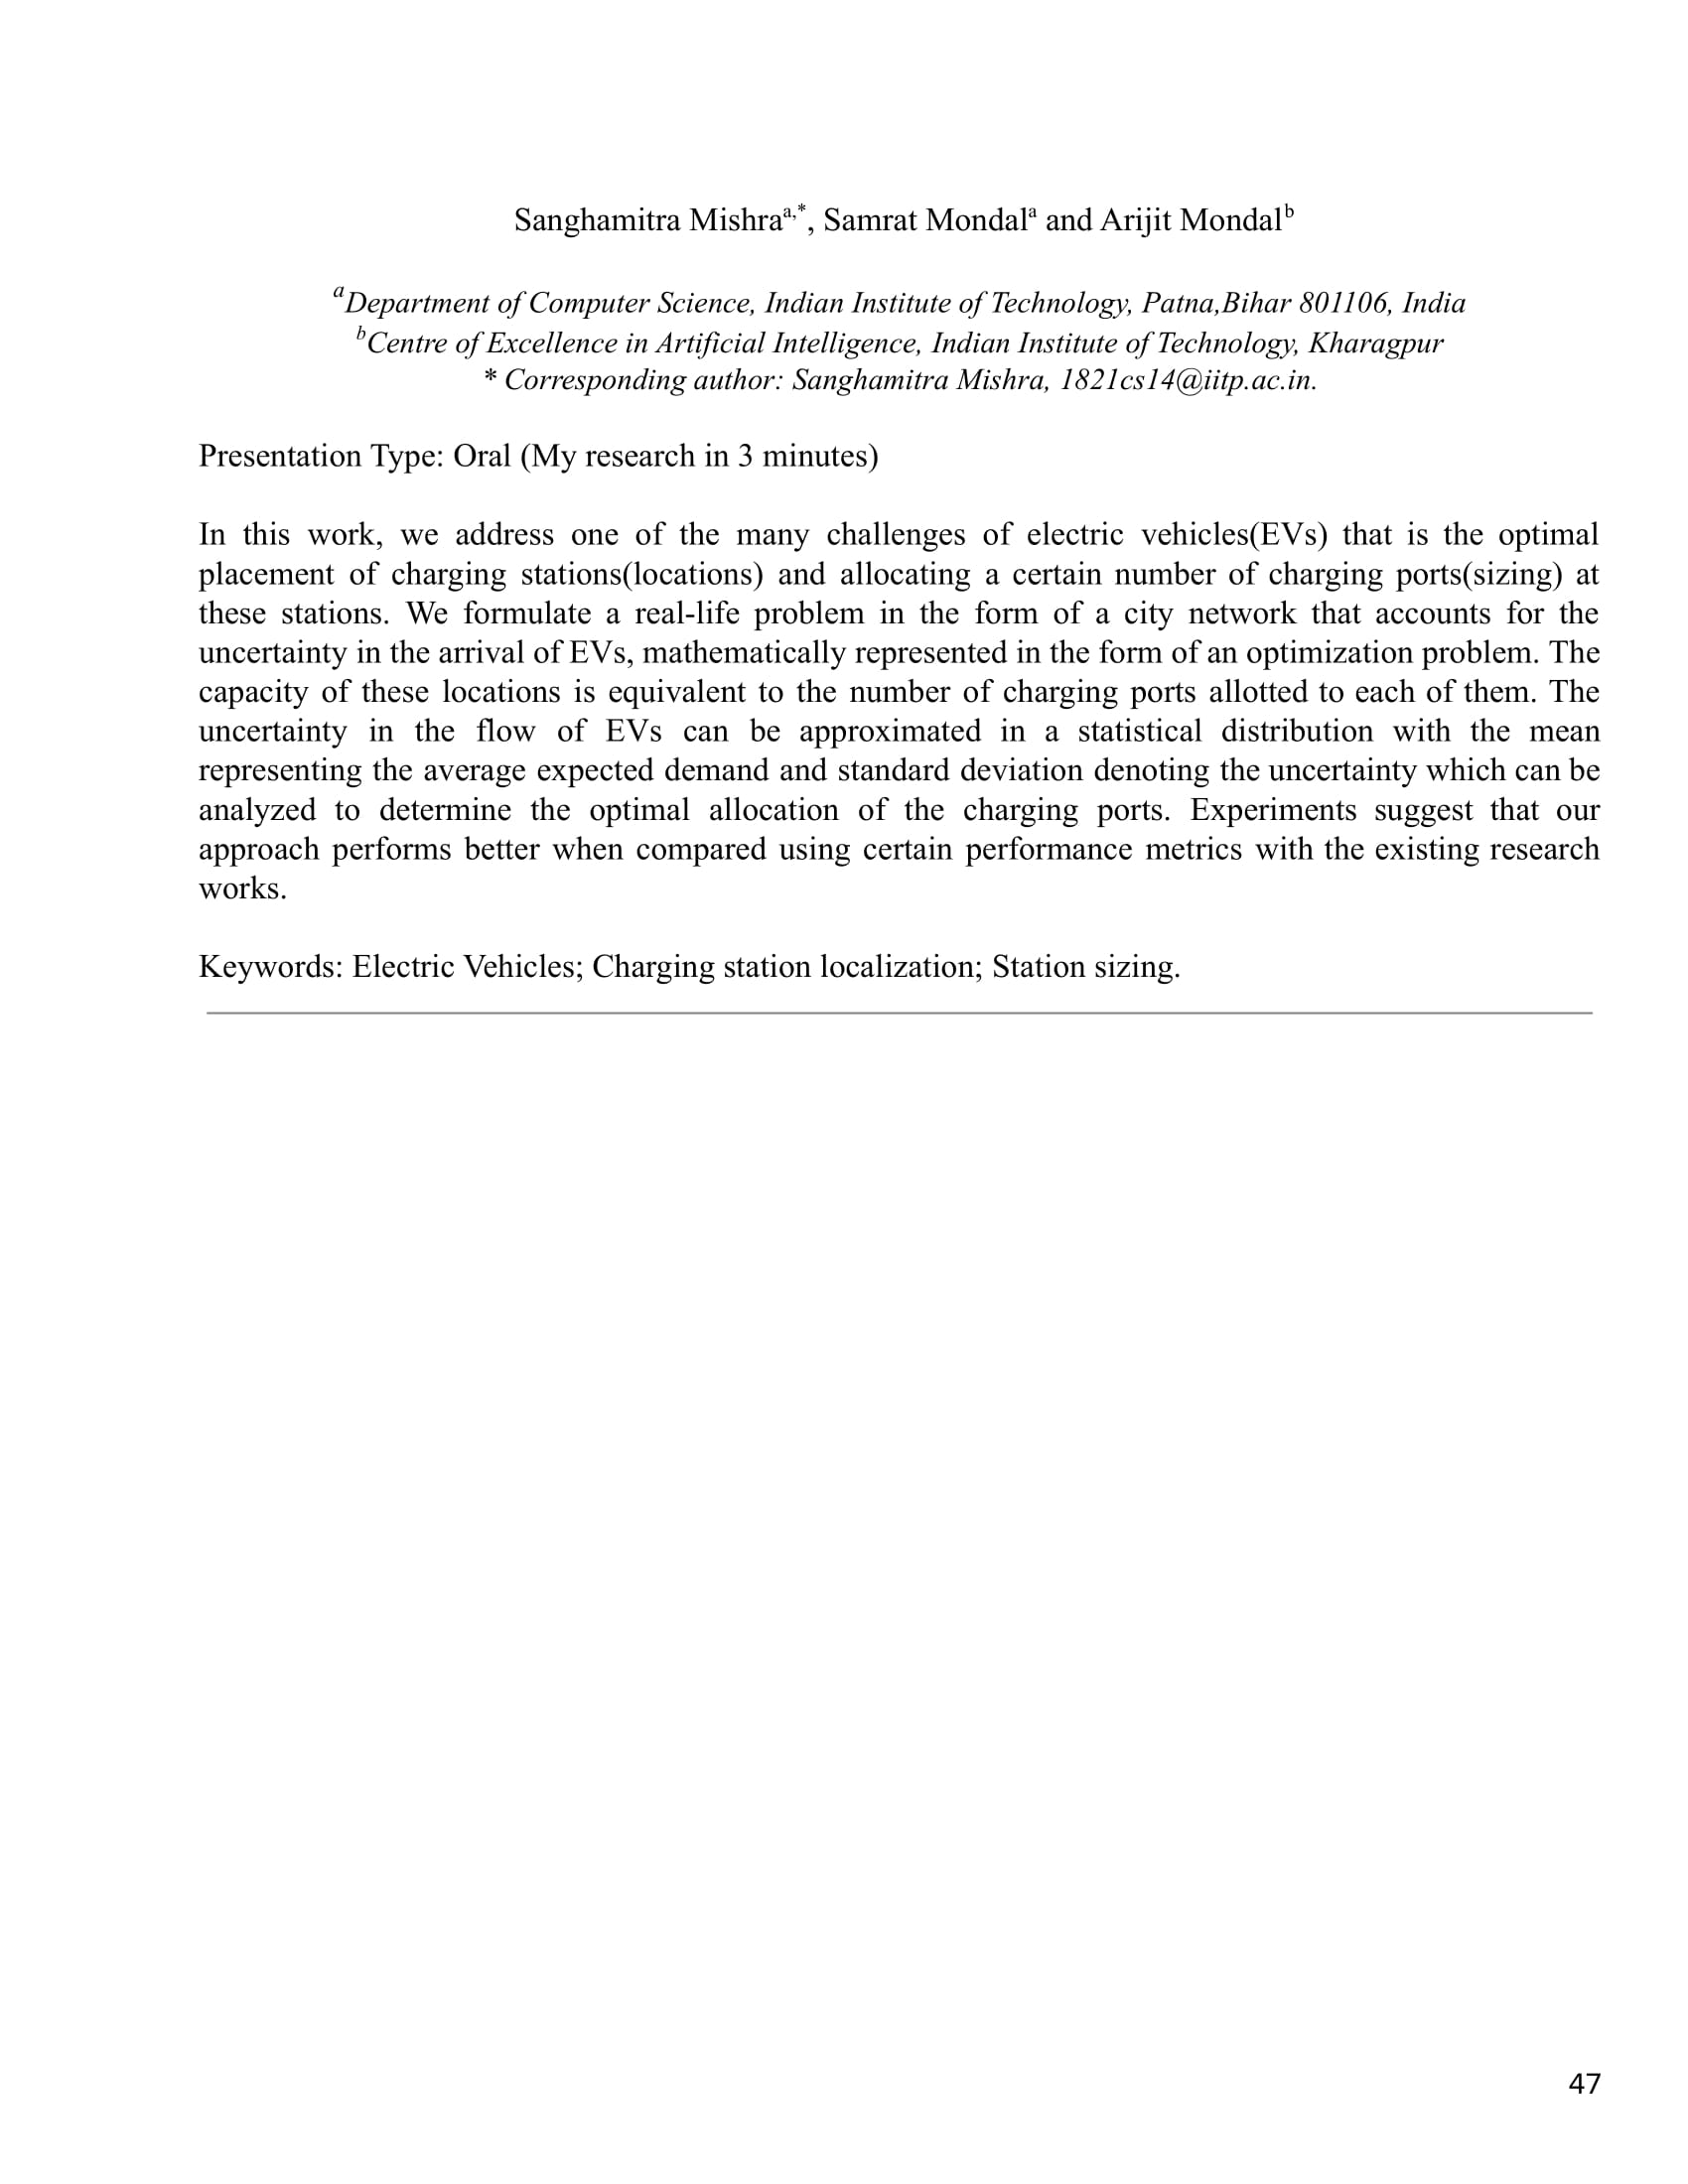 Sanghamitra Mishraa,*, Samrat Mondala and Arijit Mondalb
aDepartment of Computer Science, Indian Institute of Technology, Patna,Bihar 801106, India
bCentre of Excellence in Artificial Intelligence, Indian Institute of Technology, Kharagpur
* Corresponding author: Sanghamitra Mishra, 1821cs14@iitp.ac.in.
Presentation Type: Oral (My research in 3 minutes)
In this work, we address one of the many challenges of electric vehicles(EVs) that is the optimal
placement of charging stations(locations) and allocating a certain number of charging ports(sizing) at
these stations. We formulate a real-life problem in the form of a city network that accounts for the
uncertainty in the arrival of EVs, mathematically represented in the form of an optimization problem. The
capacity of these locations is equivalent to the number of charging ports allotted to each of them. The
uncertainty in the flow of EVs can be approximated in a statistical distribution with the mean
representing the average expected demand and standard deviation denoting the uncertainty which can be
analyzed to determine the optimal allocation of the charging ports. Experiments suggest that our
approach performs better when compared using certain performance metrics with the existing research
works.
Keywords: Electric Vehicles; Charging station localization; Station sizing.
47